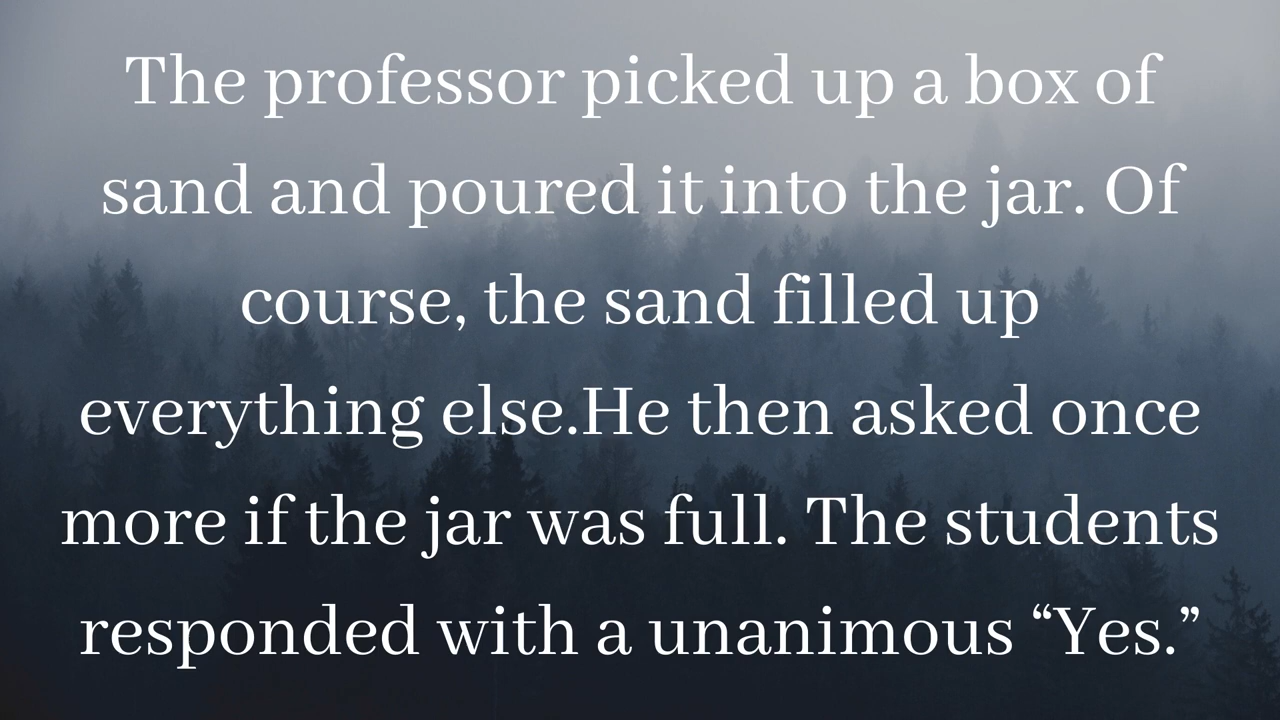 The professor picked up a box of
sand and poured it into the jar. Of
course, the sand filled up
everything else.He then asked once
more if the jar was full. The students
responded with a unanimous “Yes.”